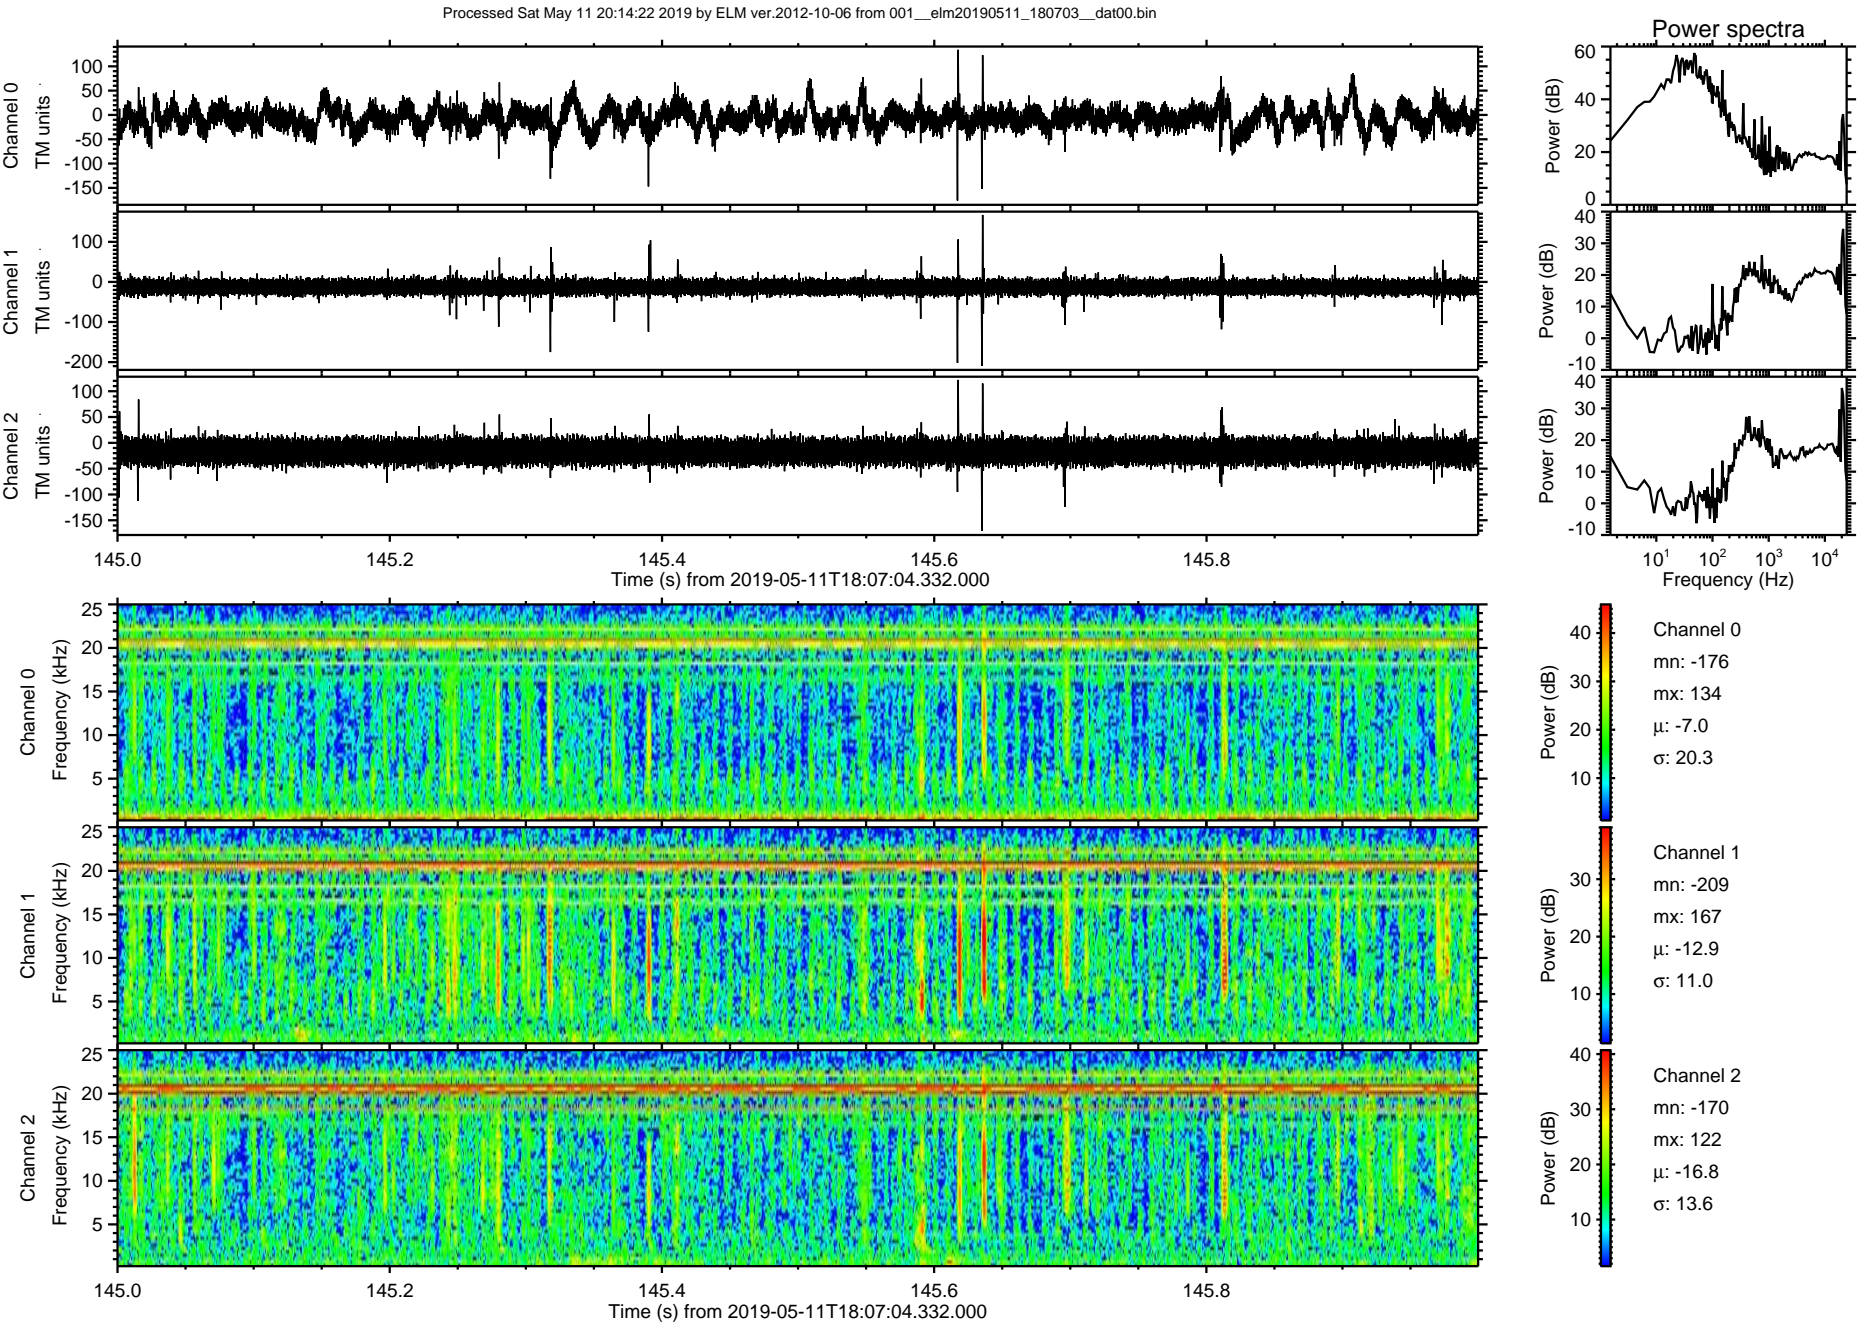 Processed Sat May 11 20:14:22 2019 by ELM ver.2012-10-06 from 001__elm20190511_180703__dat00.bin
Power spectra
Channel 0
TM units
100
50
0
-50
-100
-150
Power (dB)
60
40
20
0
Channel 1
TM units
100
0
-100
-200
Power (dB)
40
30
20
10
0
-10
Channel 2
TM units
100
50
0
-50
-100
-150
Power (dB)
40
30
20
10
0
-10
145.0 145.2 145.4 145.6 145.8
Time (s) from 2019-05-11T18:07:04.332.000
10¹ 10² 10³ 10⁴
Frequency (Hz)
Channel 0
Frequency (kHz)
25
20
15
10
5
Power (dB)
40
30
20
10
Channel 0
mn: -176
mx: 134
μ: -7.0
σ: 20.3
Channel 1
Frequency (kHz)
25
20
15
10
5
Power (dB)
30
20
10
Channel 1
mn: -209
mx: 167
μ: -12.9
σ: 11.0
Channel 2
Frequency (kHz)
25
20
15
10
5
Power (dB)
40
30
20
10
Channel 2
mn: -170
mx: 122
μ: -16.8
σ: 13.6
145.0 145.2 145.4 145.6 145.8
Time (s) from 2019-05-11T18:07:04.332.000